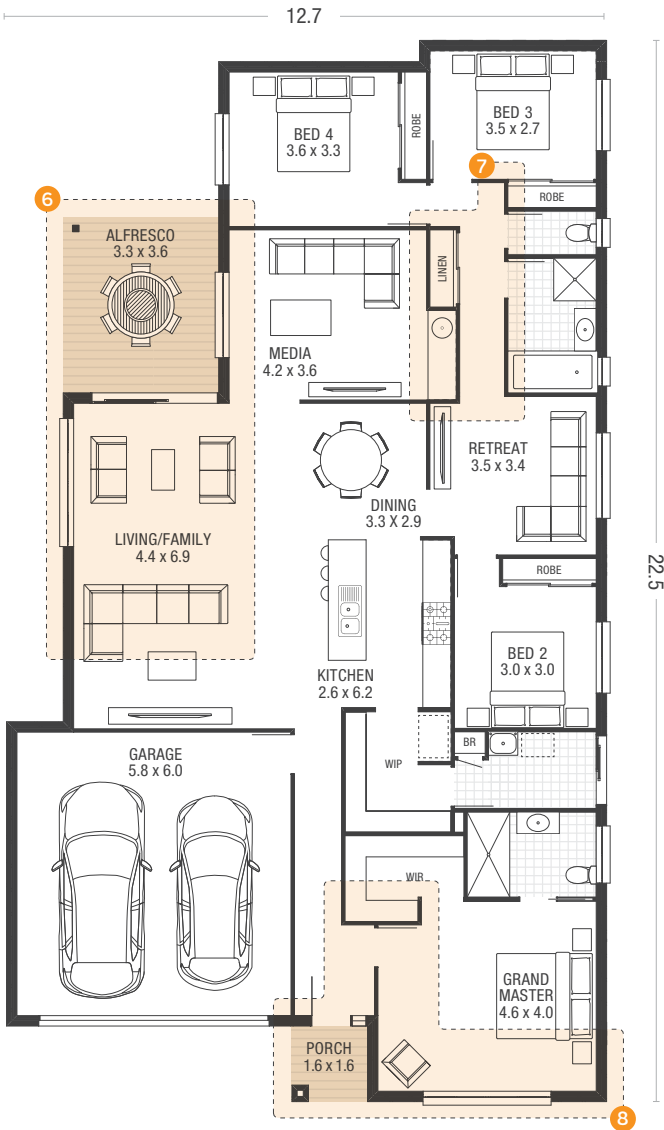 12.7
BED 4
3.6 x 3.3
ROBE
BED 3
3.5 x 2.7
7
ROBE
6
ALFRESCO
3.3 x 3.6
LINEN
MEDIA
4.2 x 3.6
RETREAT
3.5 x 3.4
DINING
3.3 X 2.9
LIVING/FAMILY
4.4 x 6.9
ROBE
22.5
BED 2
3.0 x 3.0
KITCHEN
2.6 x 6.2
BR
GARAGE
5.8 x 6.0
WIP
WIR
GRAND
MASTER
4.6 x 4.0
PORCH
1.6 x 1.6
8